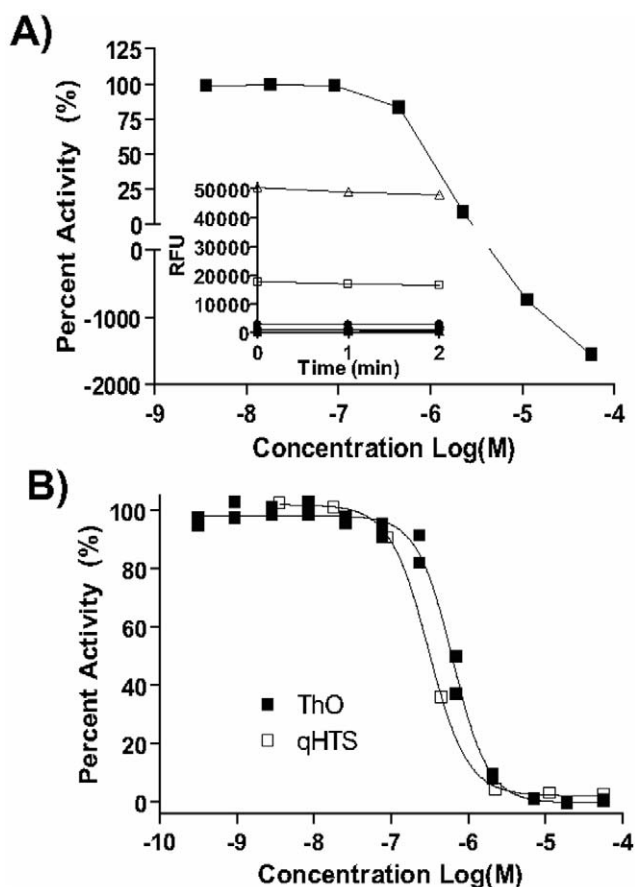 A)
Percent Activity (%)
125
100
75
50
25
0
0
-1000
-2000
RFU
50000
40000
30000
20000
10000
0
0 1 2
Time (min)
-9 -8 -7 -6 -5 -4
Concentration Log(M)
B)
Percent Activity (%)
100
80
60
40
20
0
ThO
qHTS
-10 -9 -8 -7 -6 -5 -4
Concentration Log(M)